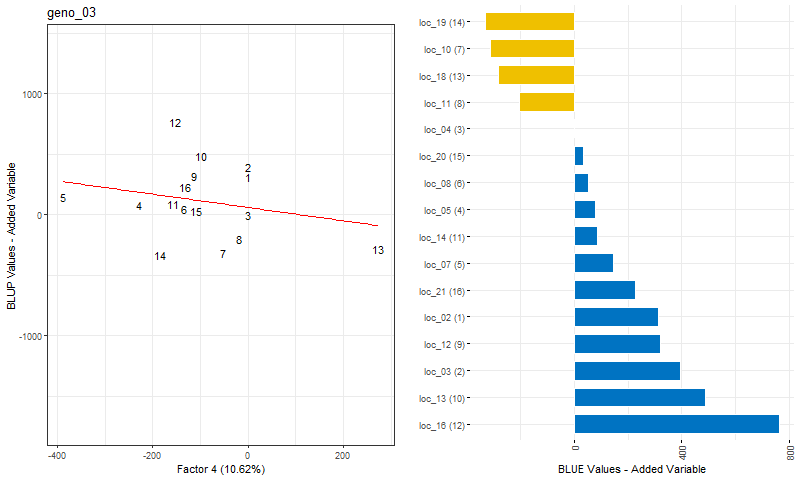 geno_03
BLUP Values - Added Variable
1000
0
-1000
12
10
2
9
1
16
5
6
11
4
15
3
8
14
7
13
-400
-200
0
200
Factor 4 (10.62%)
loc_19 (14)
loc_10 (7)
loc_18 (13)
loc_11 (8)
loc_04 (3)
loc_20 (15)
loc_08 (6)
loc_05 (4)
loc_14 (11)
loc_07 (5)
loc_21 (16)
loc_02 (1)
loc_12 (9)
loc_03 (2)
loc_13 (10)
loc_16 (12)
0
400
800
BLUE Values - Added Variable